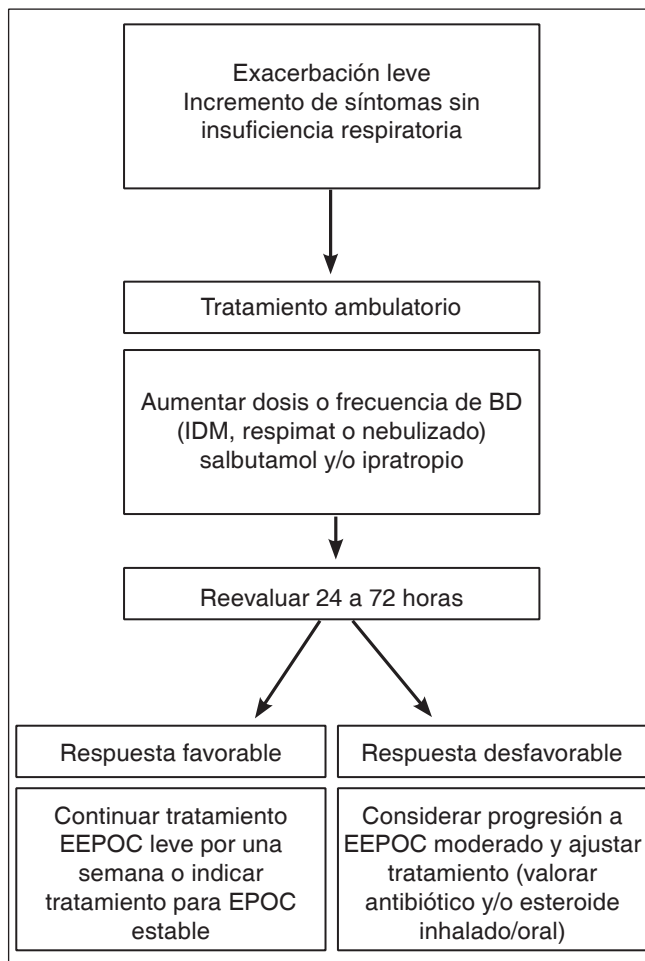 Exacerbación leve
Incremento de síntomas sin
insuficiencia respiratoria
Tratamiento ambulatorio
Aumentar dosis o frecuencia de BD
(IDM, respimat o nebulizado)
salbutamol y/o ipratropio
Reevaluar 24 a 72 horas
Respuesta favorable
Continuar tratamiento
EEPOC leve por una
semana o indicar
tratamiento para EPOC
estable
Respuesta desfavorable
Considerar progresión a
EEPOC moderado y ajustar
tratamiento (valorar
antibiótico y/o esteroide
inhalado/oral)